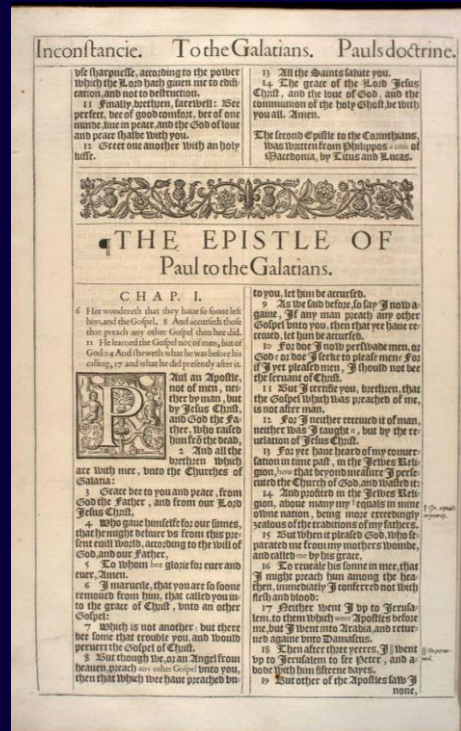 Inconstancie. To the Galatians. Pauls doctrine.
vse sharpnesse, according to the power
which the Lord hath giuen me to edifi-
cation, and not to destruction.
11 Finally, brethren, farewell: Bee
perfect, bee of good comfort, bee of one
minde, liue in peace, and the God of loue
and peace shalbe with you.
12 Greet one another with an holy
kisse.
13 All the Saints salute you.
14 The grace of the Lord Jesus
Christ, and the loue of God, and the
communion of the holy Ghost, be with
you all. Amen.
The second Epistle to the Corinthians,
was written from Philippos a citie of
Macedonia, by Titus and Lucas.
¶THE EPISTLE OF
Paul to the Galatians.
CHAP. I.
6 Hee wondereth that they haue so soone left
him, and the Gospel, 8 And accurseth those
that preach any other Gospel then hee did.
11 He learned the Gospel not of men, but of
God: 14 And sheweth what he was before his
calling, 17 and what he did presently after it.
PAul an Apostle,
not of men, nei-
ther by man, but
by Jesus Christ,
and God the Fa-
ther, who raised
him frō the dead,
2 And all the
brethren which
are with mee, vnto the Churches of
Galatia:
3 Grace bee to you and peace, from
God the Father, and from our Lord
Jesus Christ,
4 Who gaue himselfe for our sinnes,
that he might deliuer vs from this pre-
sent euill world, according to the will of
God, and our Father.
5 To whom bee glorie for euer and
euer, Amen.
6 I marueile, that you are so soone
remoued from him, that called you in-
to the grace of Christ, vnto an other
Gospel:
7 Which is not another: but there
bee some that trouble you, and would
peruert the Gospel of Christ.
8 But though we, or an Angel from
heauen, preach any other Gospel vnto you,
then that which wee haue preached vn-
to you, let him be accursed.
9 As we said before, so say I now a-
gaine, If any man preach any other
Gospel vnto you, then that yee haue re-
ceiued, let him be accursed.
10 For doe I now perswade men, or
God? or doe I seeke to please men? For
if I yet pleased men, I should not bee
the seruant of Christ.
11 But I certifie you, brethren, that
the Gospel which was preached of me,
is not after man.
12 For I neither receiued it of man,
neither was I taught it, but by the re-
uelation of Jesus Christ.
13 For yee haue heard of my conuer-
sation in time past, in the Jewes Reli-
gion, how that beyond measure I perse-
cuted the Church of God, and wasted it:
14 And profited in the Jewes Reli-
gion, aboue many my equals in mine
owne nation, being more exceedingly
zealous of the traditions of my fathers.
15 But when it pleased God, who se-
parated me from my mothers wombe,
and called me by his grace,
16 To reueale his sonne in mee, that
I might preach him among the hea-
then, immediatly I conferred not with
flesh and blood:
17 Neither went I vp to Jerusa-
lem, to them which were Apostles before
me, but I went into Arabia, and retur-
ned againe vnto Damascus.
18 Then after three yeeres, I || went
vp to Jerusalem to see Peter, and a-
bode with him fifteene dayes.
19 But other of the Apostles saw I
none,